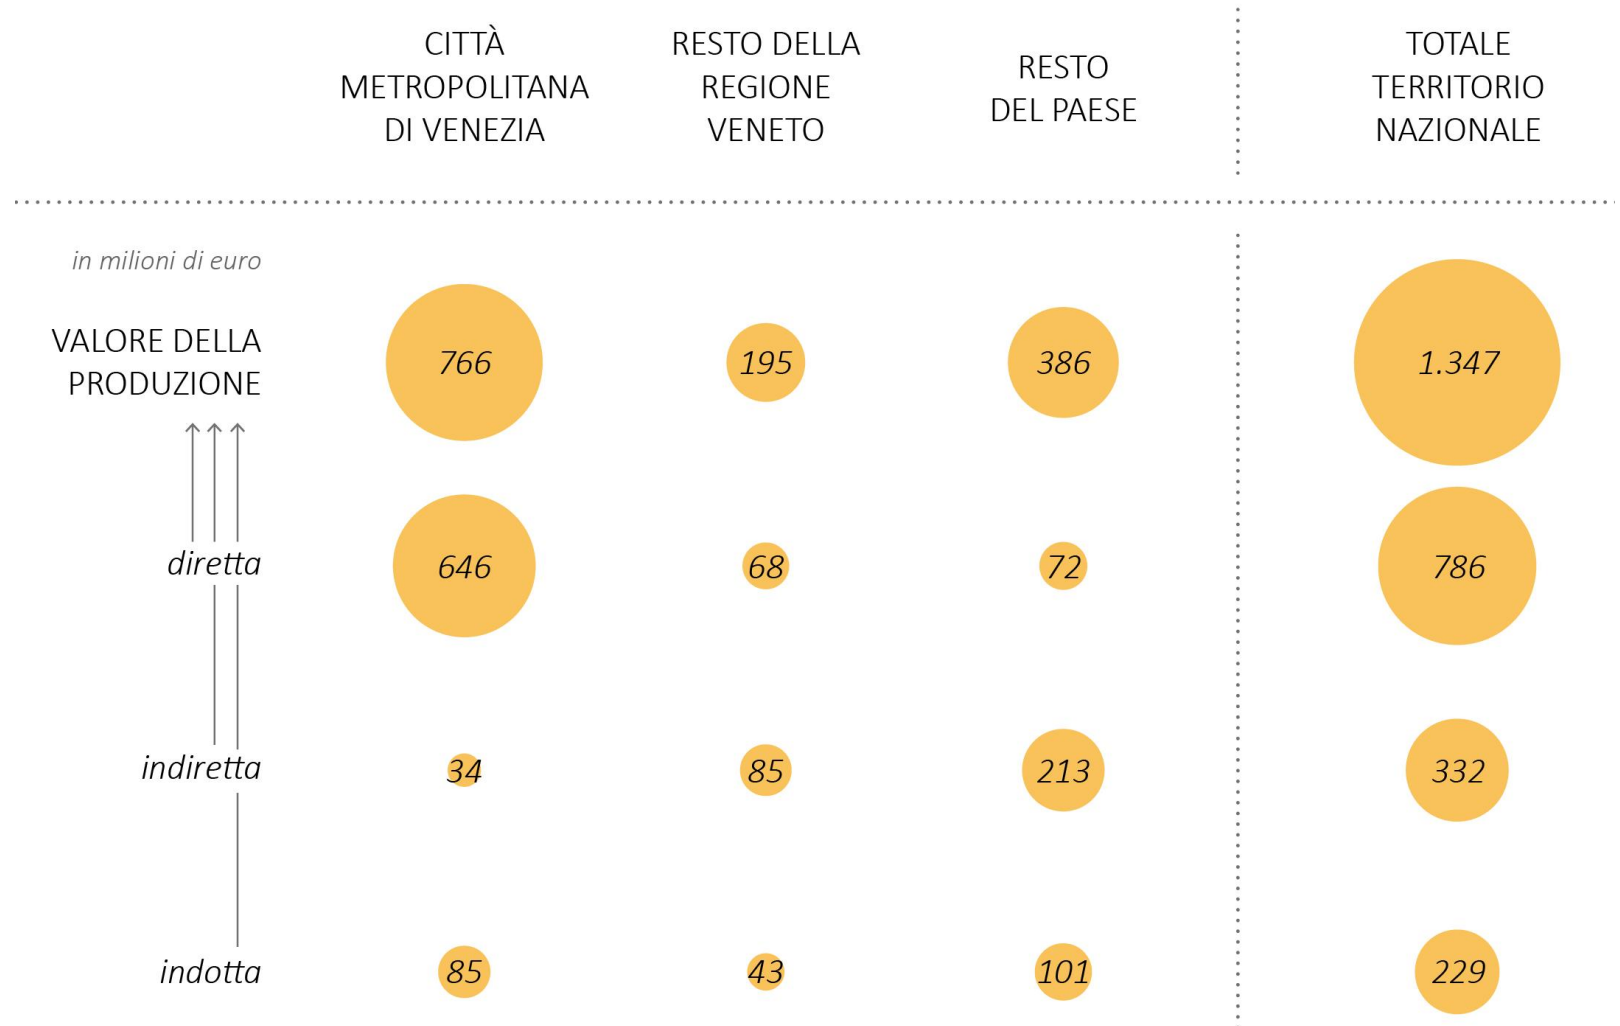 CITTÀ
METROPOLITANA
DI VENEZIA
RESTO DELLA
REGIONE
VENETO
RESTO
DEL PAESE
TOTALE
TERRITORIO
NAZIONALE
in milioni di euro
VALORE DELLA
PRODUZIONE
766
195
386
1.347
diretta
646
68
72
786
indiretta
34
85
213
332
indotta
85
43
101
229